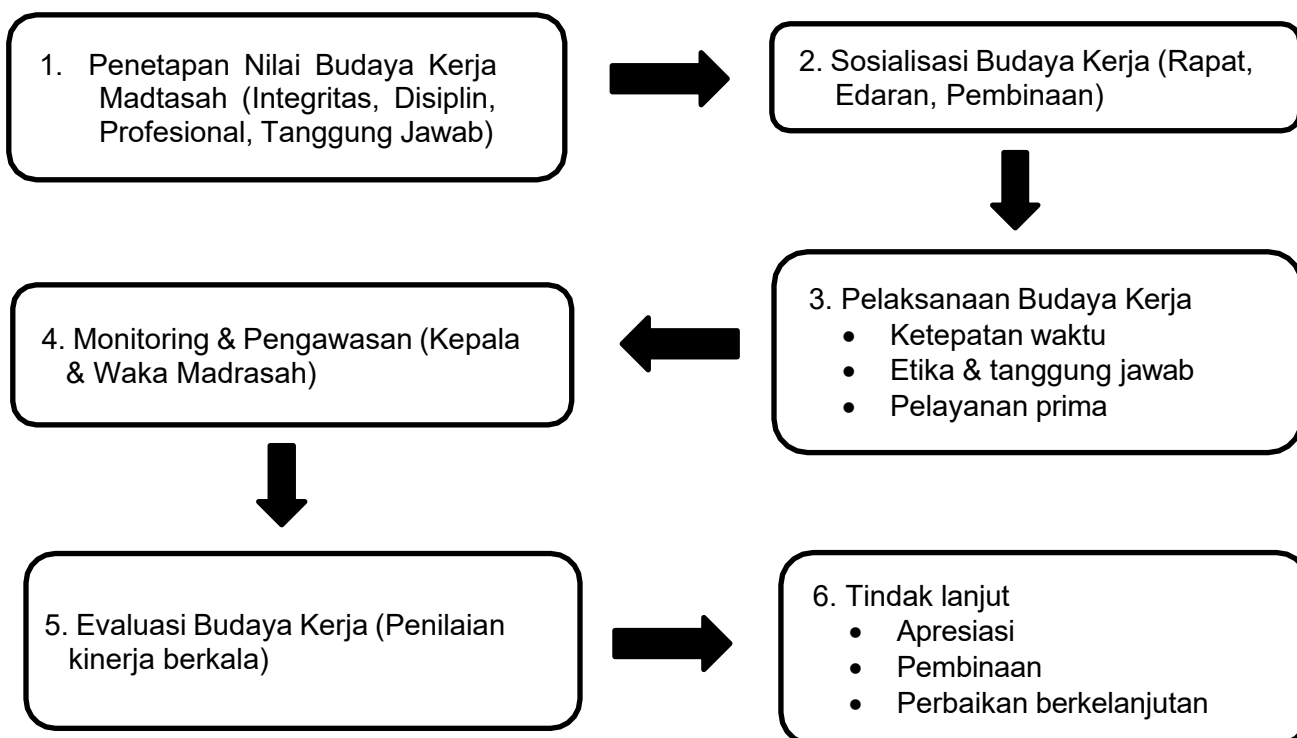 1. Penetapan Nilai Budaya Kerja
Madtasah (Integritas, Disiplin,
Profesional, Tanggung Jawab)
2. Sosialisasi Budaya Kerja (Rapat,
Edaran, Pembinaan)
3. Pelaksanaan Budaya Kerja
• Ketepatan waktu
• Etika & tanggung jawab
• Pelayanan prima
4. Monitoring & Pengawasan (Kepala
& Waka Madrasah)
5. Evaluasi Budaya Kerja (Penilaian
kinerja berkala)
6. Tindak lanjut
• Apresiasi
• Pembinaan
• Perbaikan berkelanjutan